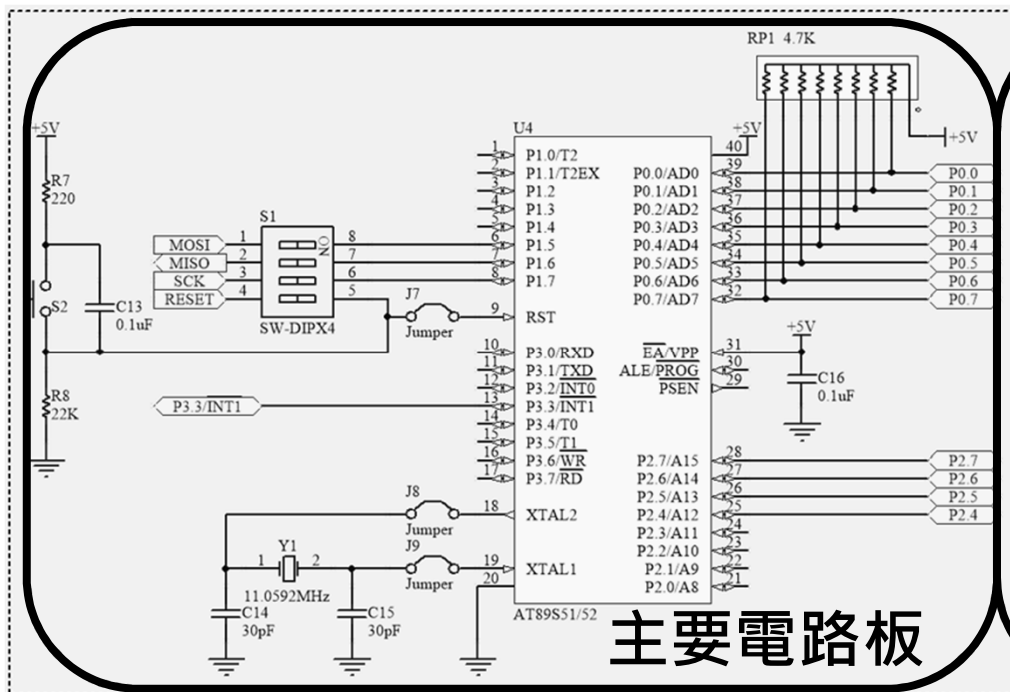 RP1 4.7K
+5V
+5V
+5V
U4
R7
220
S1
ON
MOSI 1 8
MISO 2 7
SCK 3 6
RESET 4 5
SW-DIPX4
S2
C13
0.1uF
J7
Jumper
R8
22K
P3.3/INT1
1 P1.0/T2
2 P1.1/T2EX
3 P1.2
4 P1.3
5 P1.4
6 P1.5
7 P1.6
8 P1.7
9 RST
10 P3.0/RXD
11 P3.1/TXD
12 P3.2/INT0
13 P3.3/INT1
14 P3.4/T0
15 P3.5/T1
16 P3.6/WR
17 P3.7/RD
18 XTAL2
19 XTAL1
20
40
P0.0/AD0 39 P0.0
P0.1/AD1 38 P0.1
P0.2/AD2 37 P0.2
P0.3/AD3 36 P0.3
P0.4/AD4 35 P0.4
P0.5/AD5 34 P0.5
P0.6/AD6 33 P0.6
P0.7/AD7 32 P0.7
+5V
EA/VPP 31
ALE/PROG 30
PSEN 29
C16
0.1uF
P2.7/A15 28 P2.7
P2.6/A14 27 P2.6
P2.5/A13 26 P2.5
P2.4/A12 25 P2.4
P2.3/A11 24
P2.2/A10 23
P2.1/A9 22
P2.0/A8 21
J8
Jumper
J9
Jumper
Y1
1 2
11.0592MHz
C14
30pF
C15
30pF
AT89S51/52
主要電路板